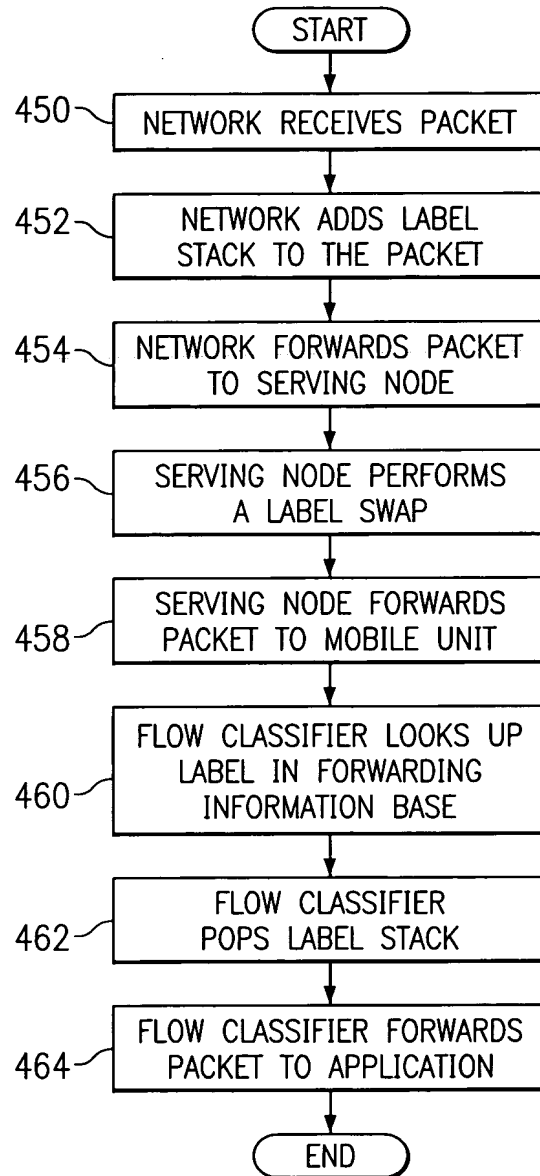 START
450
NETWORK RECEIVES PACKET
452
NETWORK ADDS LABEL
STACK TO THE PACKET
454
NETWORK FORWARDS PACKET
TO SERVING NODE
456
SERVING NODE PERFORMS
A LABEL SWAP
458
SERVING NODE FORWARDS
PACKET TO MOBILE UNIT
460
FLOW CLASSIFIER LOOKS UP
LABEL IN FORWARDING
INFORMATION BASE
462
FLOW CLASSIFIER
POPS LABEL STACK
464
FLOW CLASSIFIER FORWARDS
PACKET TO APPLICATION
END